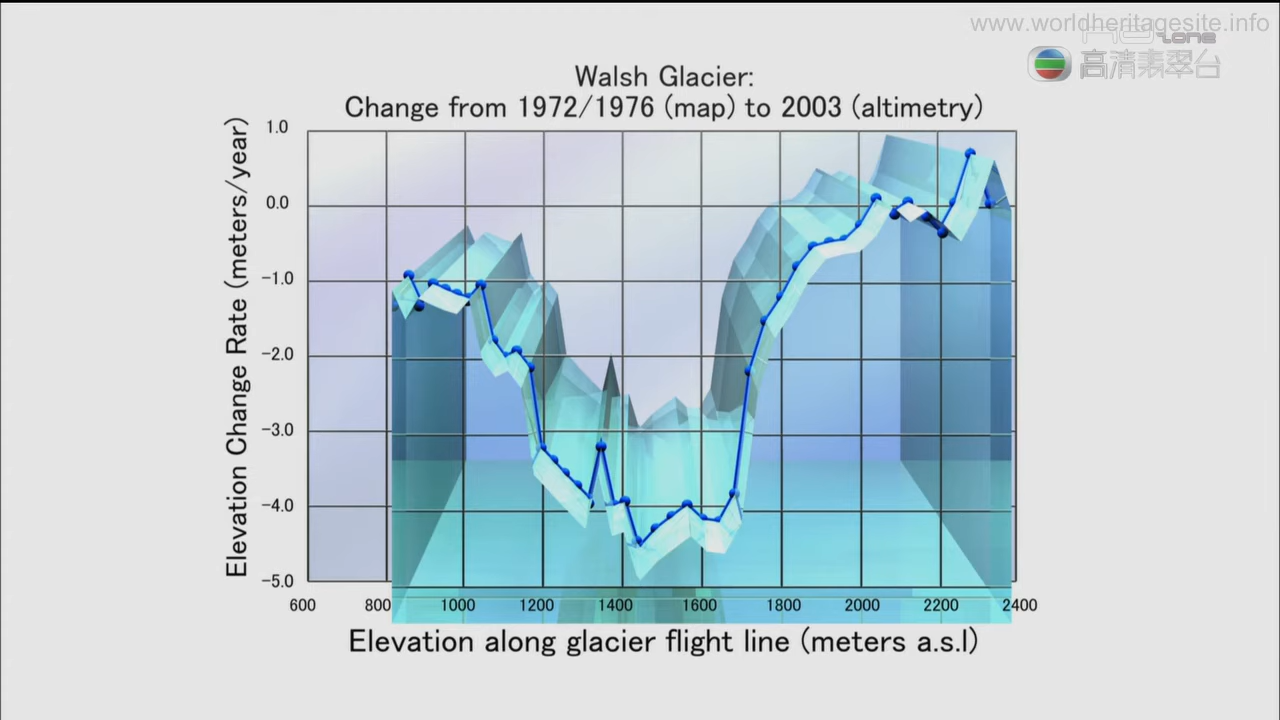 www.worldheritagesite.info
高清翡翠台
Walsh Glacier:
Change from 1972/1976 (map) to 2003 (altimetry)
Elevation Change Rate (meters/year)
1.0
0.0
−1.0
−2.0
−3.0
−4.0
−5.0
600 800 1000 1200 1400 1600 1800 2000 2200 2400
Elevation along glacier flight line (meters a.s.l)